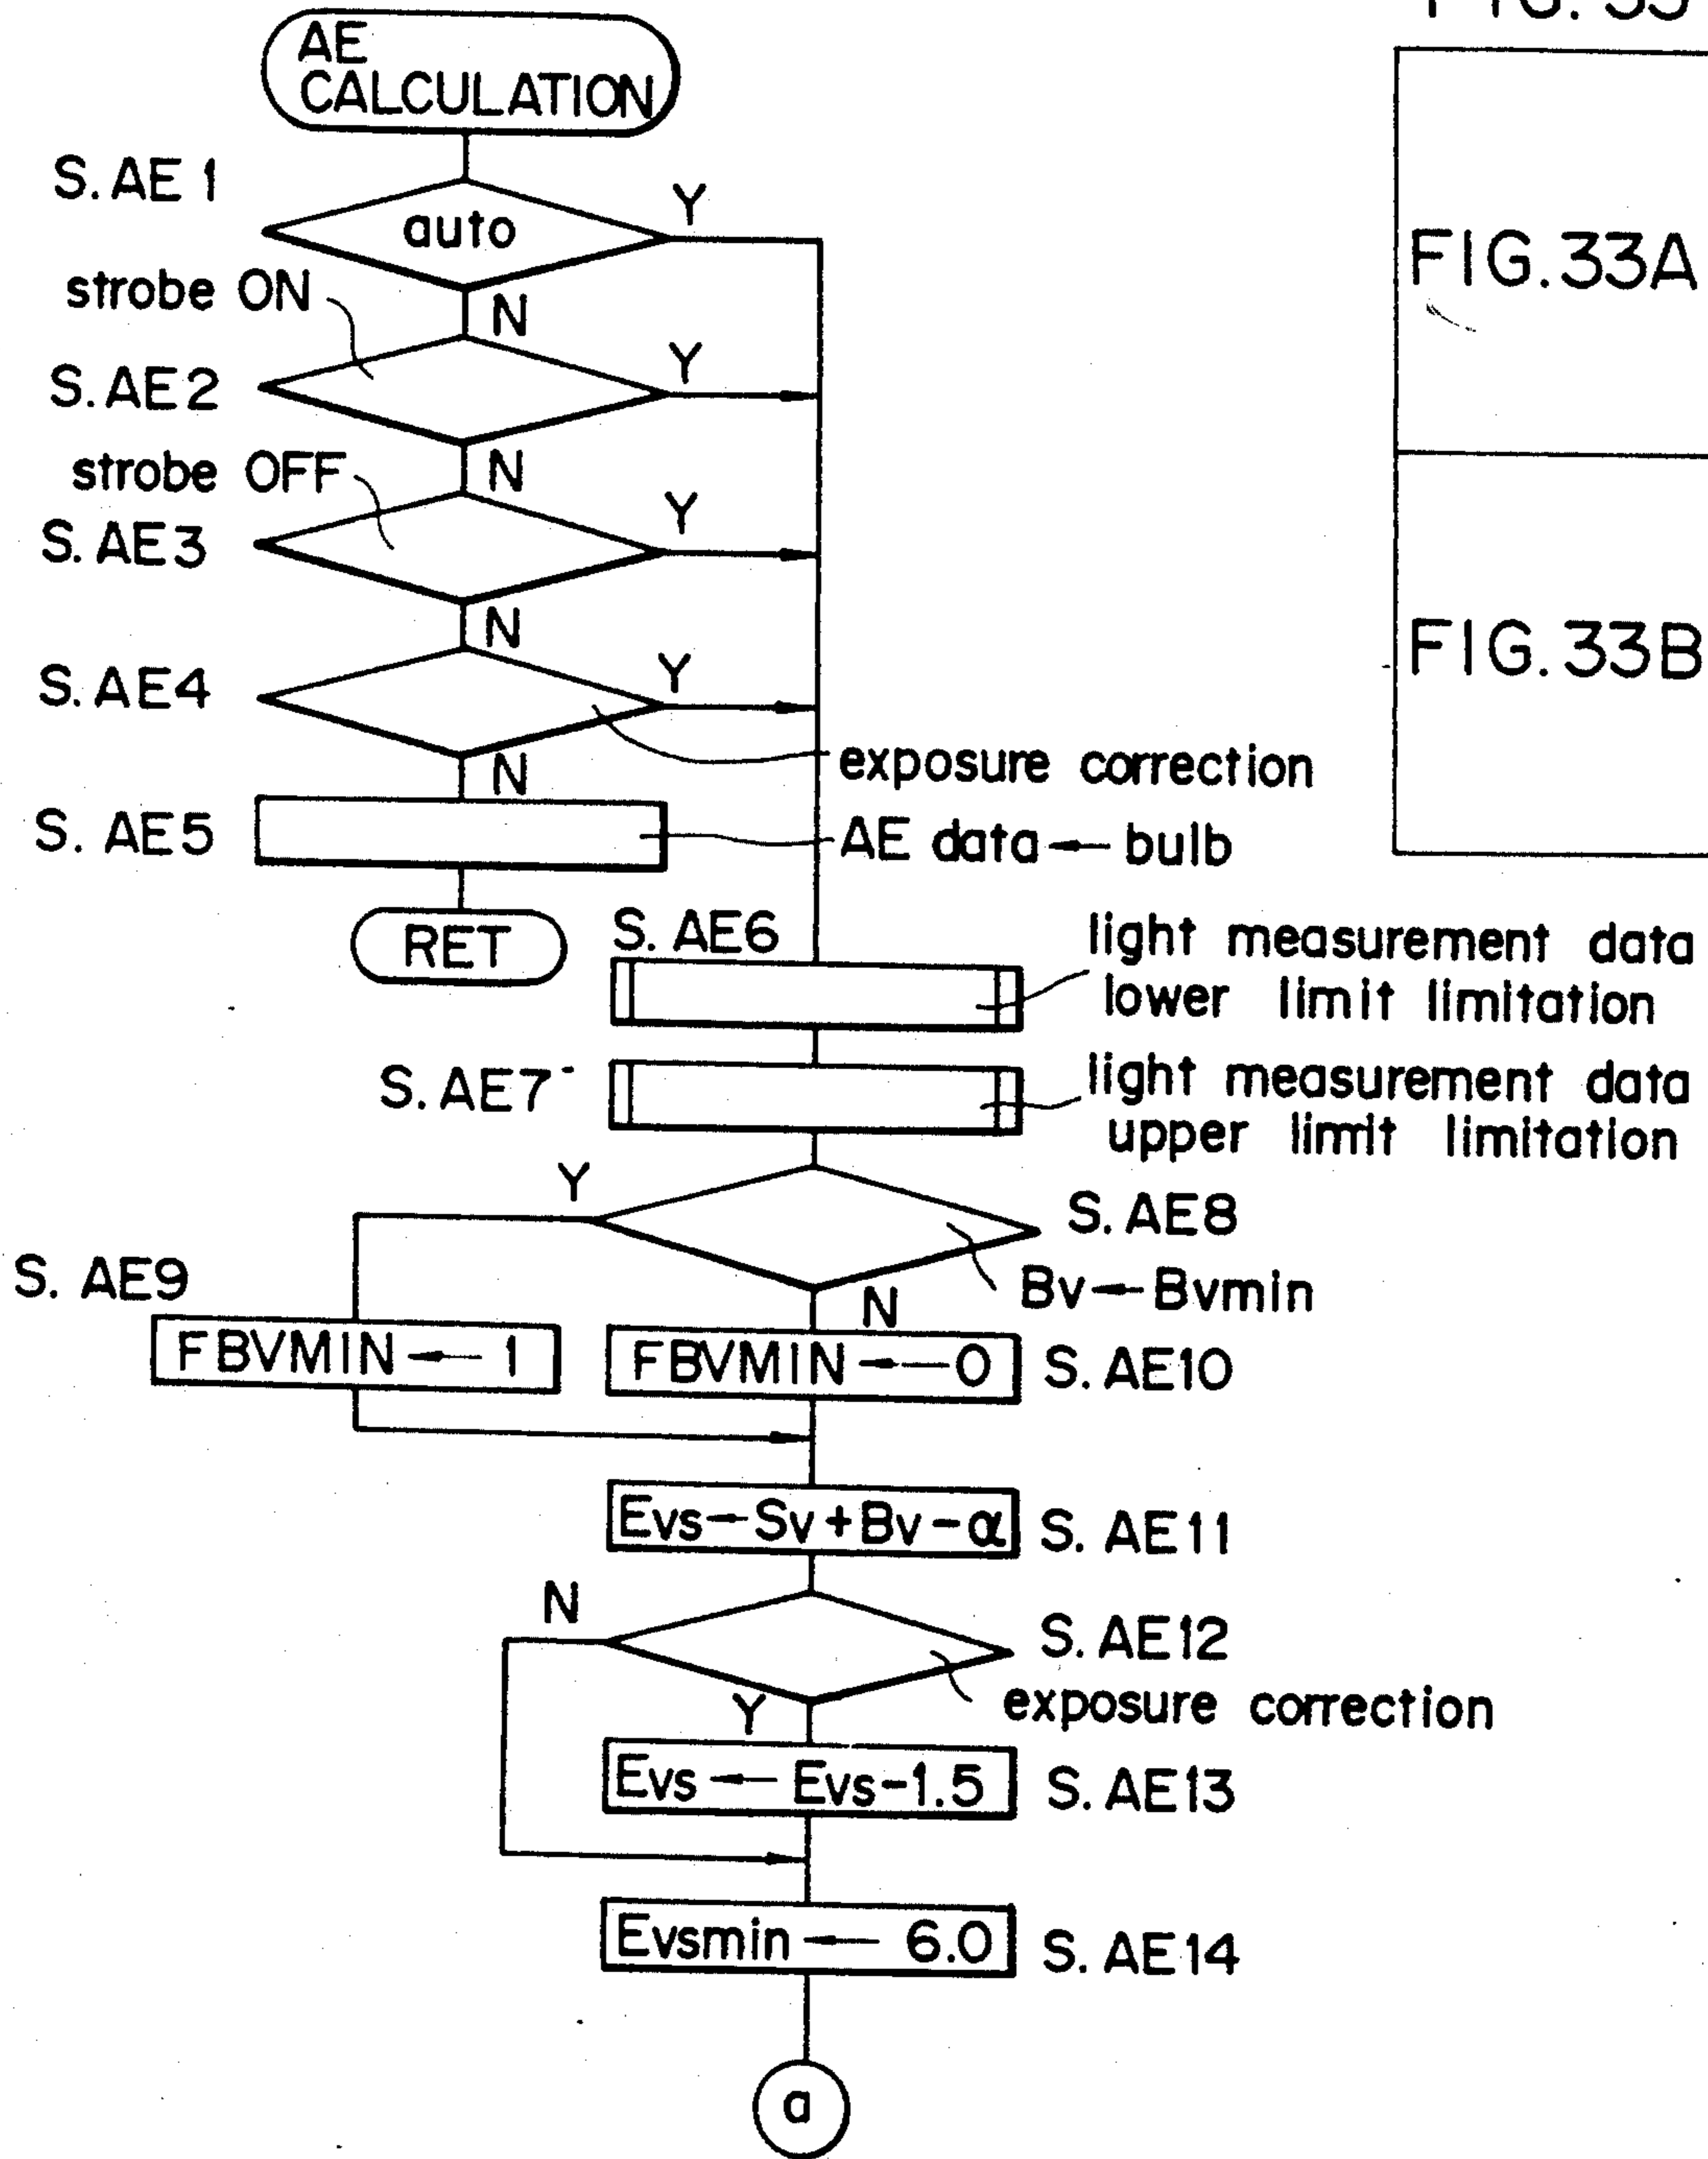 FIG. 33
FIG. 33A
FIG. 33B
AE
CALCULATION
S. AE 1
auto
Y
N
strobe ON
S. AE2
Y
N
strobe OFF
S. AE3
Y
N
S. AE4
Y
N
exposure correction
S. AE5
AE data ← bulb
RET
S. AE6
light measurement data
lower limit limitation
S. AE7
light measurement data
upper limit limitation
Y
S. AE8
Bv ← Bvmin
N
S. AE9
FBVMIN ← 1
FBVMIN ← 0
S. AE10
Evs ← Sv + Bv - α
S. AE11
N
S. AE12
exposure correction
Y
Evs ← Evs-1.5
S. AE13
Evsmin ← 6.0
S. AE14
a